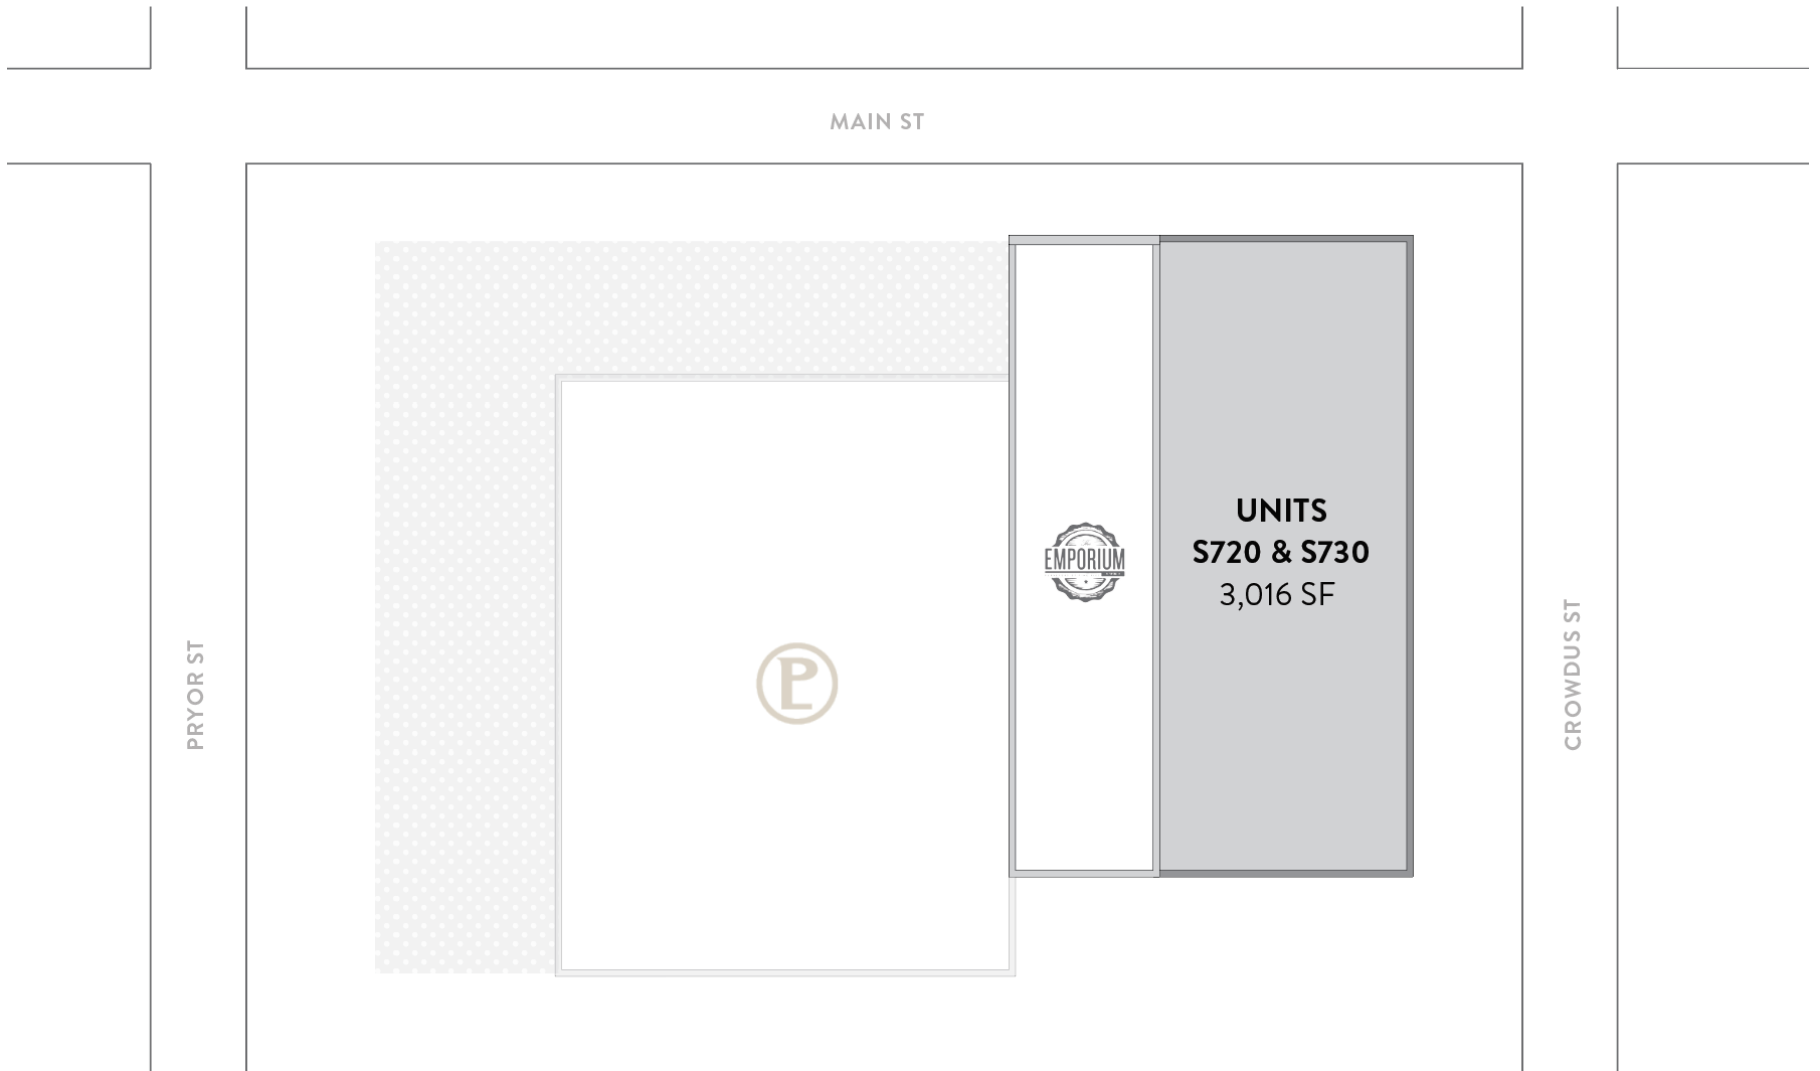 MAIN ST
EMPORIUM
UNITS
S720 & S730
3,016 SF
PRYOR ST
CROWDUS ST
P